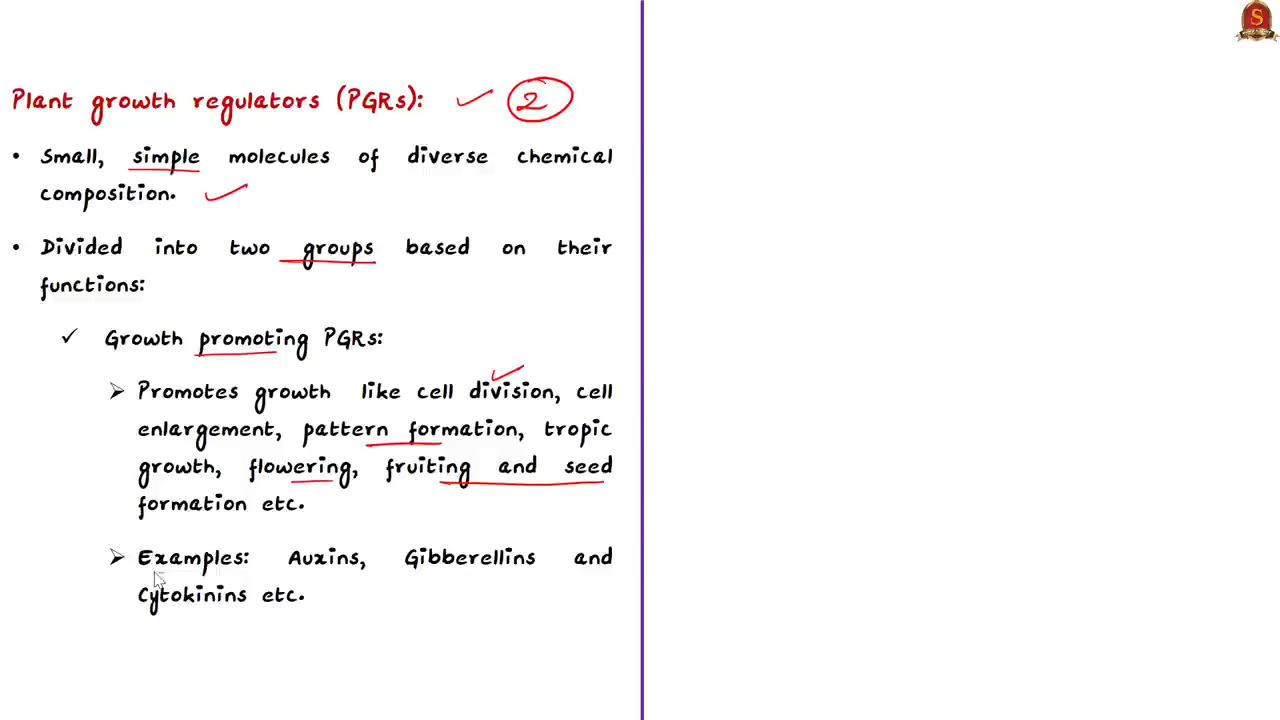 Plant growth regulators (PGRs): 2
• Small, simple molecules of diverse chemical
composition.
• Divided into two groups based on their
functions:
✓ Growth promoting PGRs:
➢ Promotes growth like cell division, cell
enlargement, pattern formation, tropic
growth, flowering, fruiting and seed
formation etc.
➢ Examples: Auxins, Gibberellins and
Cytokinins etc.
S